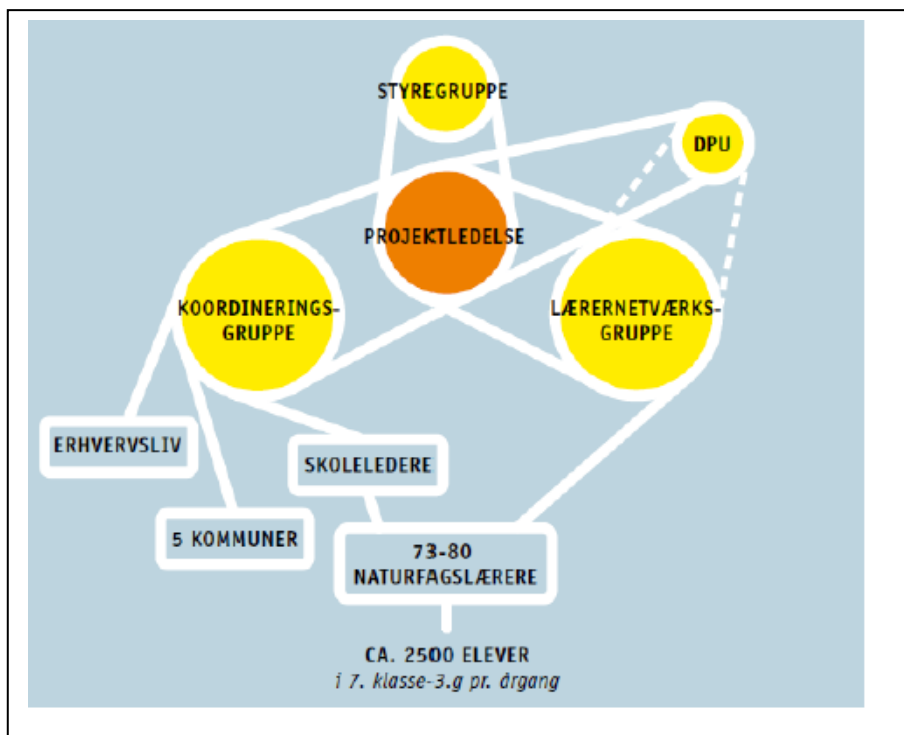 STYREGRUPPE
DPU
PROJEKTLEDELSE
KOORDINERINGS-
GRUPPE
LÆRERNETVÆRKS-
GRUPPE
ERHVERVSLIV
SKOLELEDERE
5 KOMMUNER
73-80
NATURFAGSLÆRERE
CA. 2500 ELEVER
i 7. klasse-3.g pr. årgang